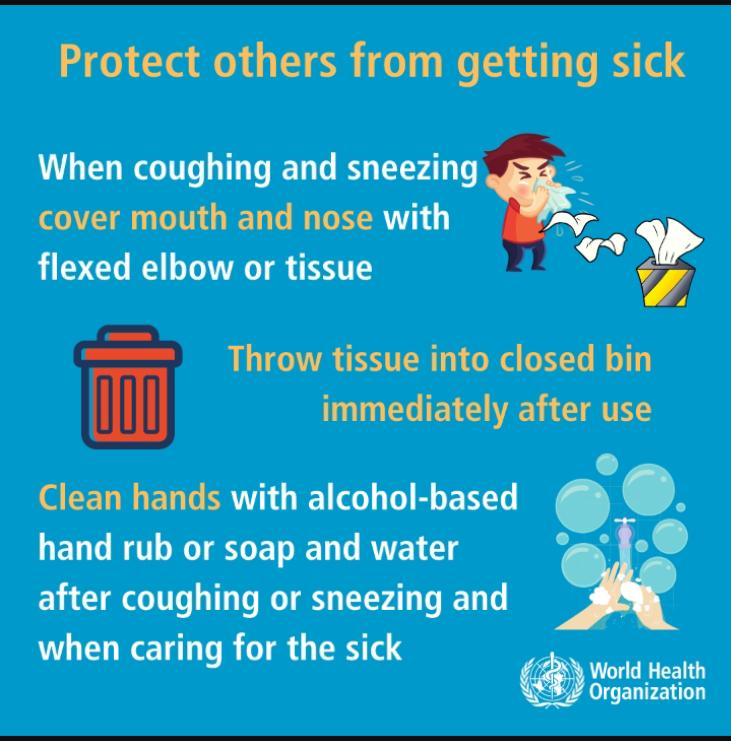 Protect others from getting sick
When coughing and sneezing
cover mouth and nose with
flexed elbow or tissue
Throw tissue into closed bin
immediately after use
Clean hands with alcohol-based
hand rub or soap and water
after coughing or sneezing and
when caring for the sick
World Health
Organization